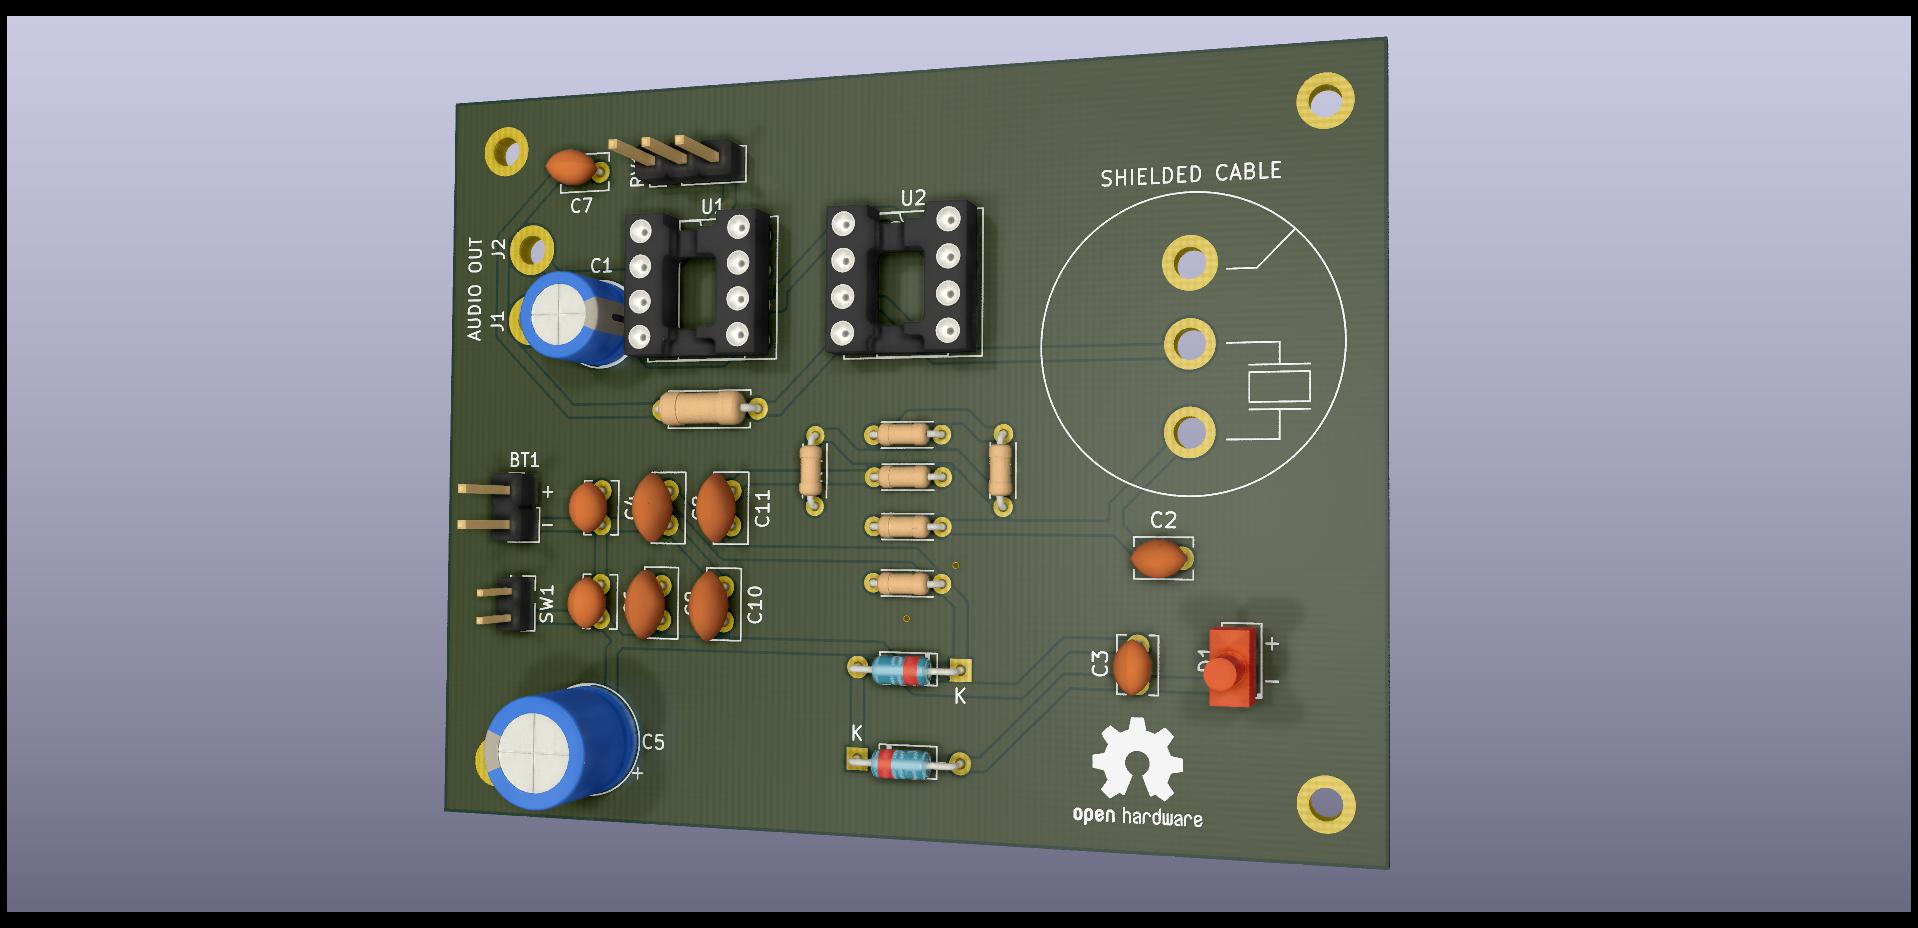 SHIELDED CABLE
C7
U1
U2
AUDIO OUT
J2
J1
C1
BT1
+
-
C11
C2
SW1
C10
C3
+
-
K
K
C5
+
open hardware